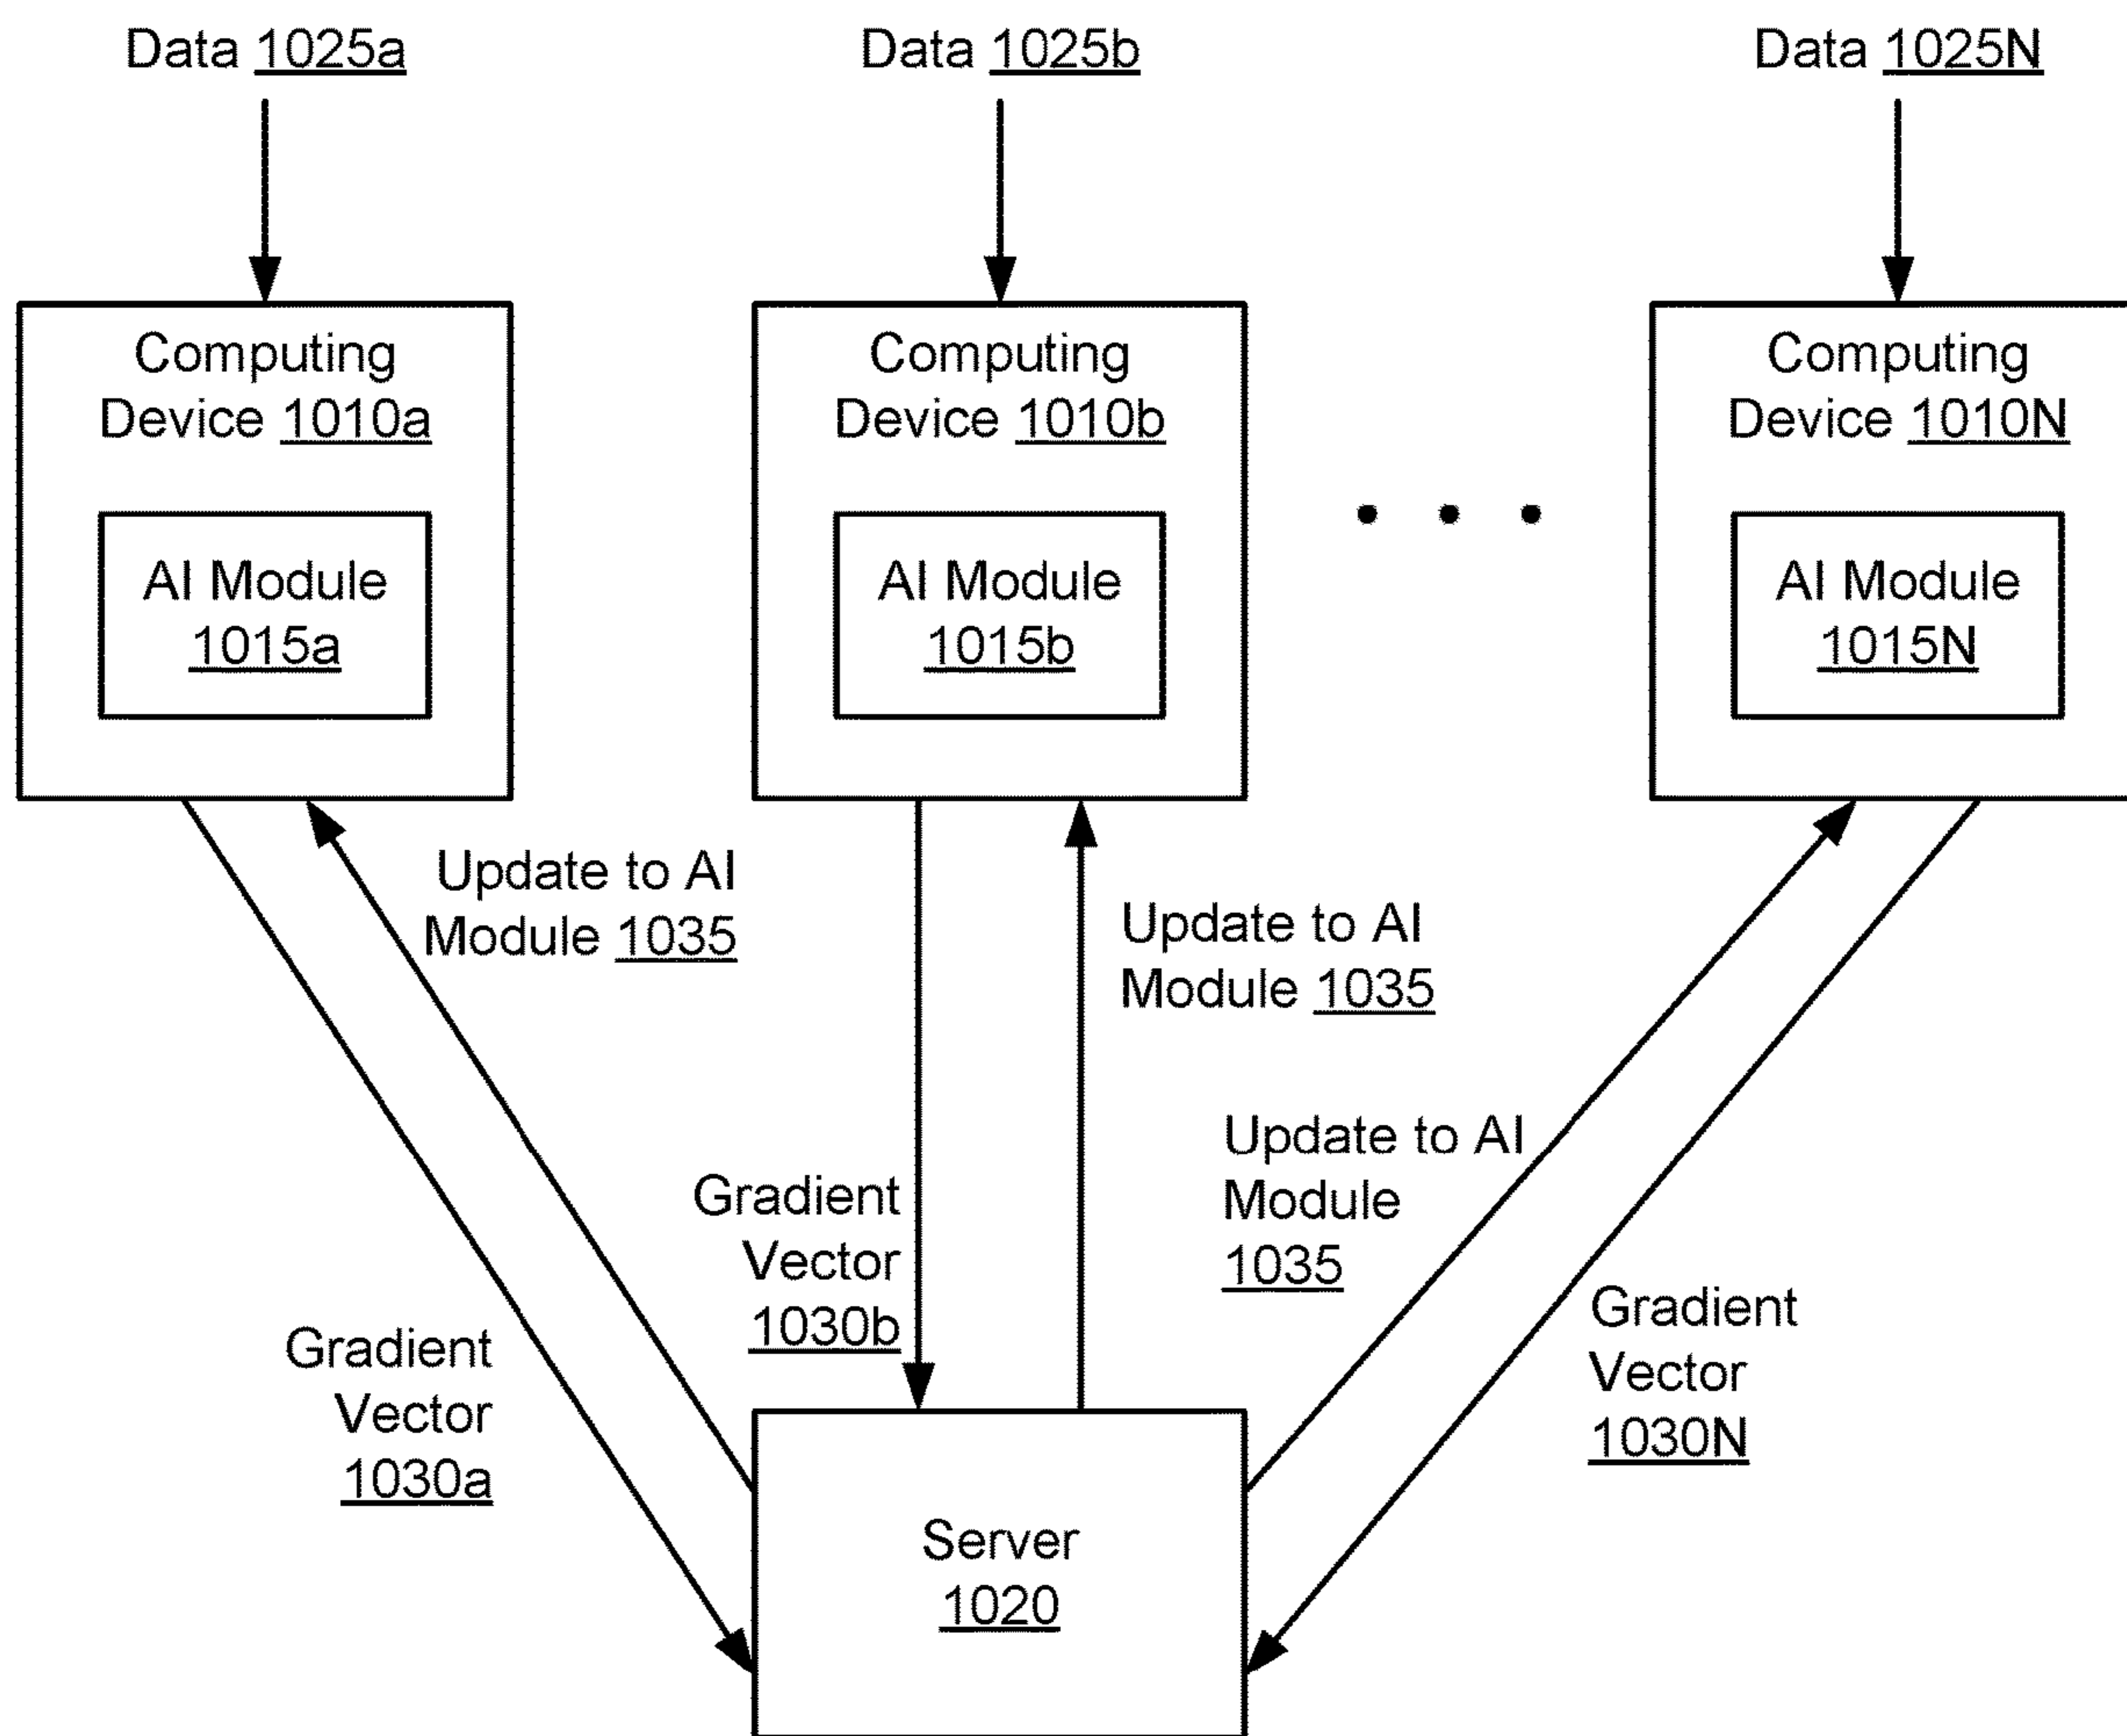 Data 1025a
Data 1025b
Data 1025N
Computing
Device 1010a
AI Module
1015a
Computing
Device 1010b
AI Module
1015b
Computing
Device 1010N
AI Module
1015N
Update to AI
Module 1035
Update to AI
Module 1035
Update to AI
Module
1035
Gradient
Vector
1030a
Gradient
Vector
1030b
Gradient
Vector
1030N
Server
1020